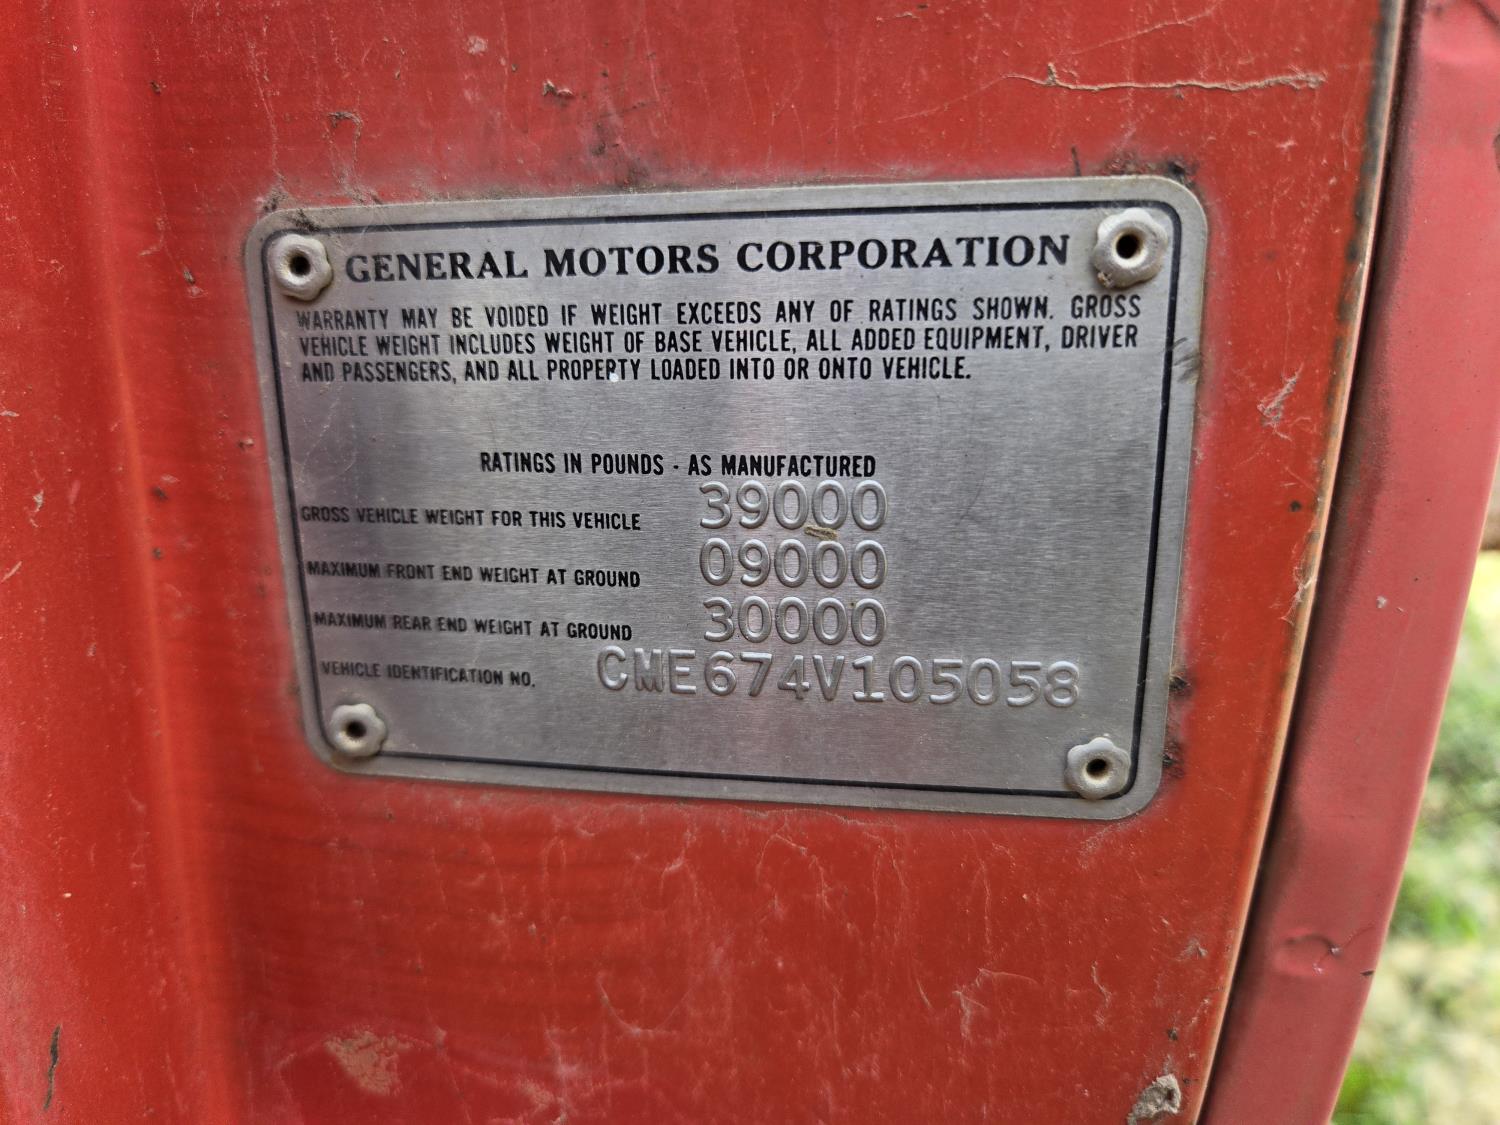 GENERAL MOTORS CORPORATION
WARRANTY MAY BE VOIDED IF WEIGHT EXCEEDS ANY OF RATINGS SHOWN. GROSS
VEHICLE WEIGHT INCLUDES WEIGHT OF BASE VEHICLE, ALL ADDED EQUIPMENT, DRIVER
AND PASSENGERS, AND ALL PROPERTY LOADED INTO OR ONTO VEHICLE.
RATINGS IN POUNDS - AS MANUFACTURED
GROSS VEHICLE WEIGHT FOR THIS VEHICLE 39000
MAXIMUM FRONT END WEIGHT AT GROUND 09000
MAXIMUM REAR END WEIGHT AT GROUND 30000
VEHICLE IDENTIFICATION NO. CME674V105058